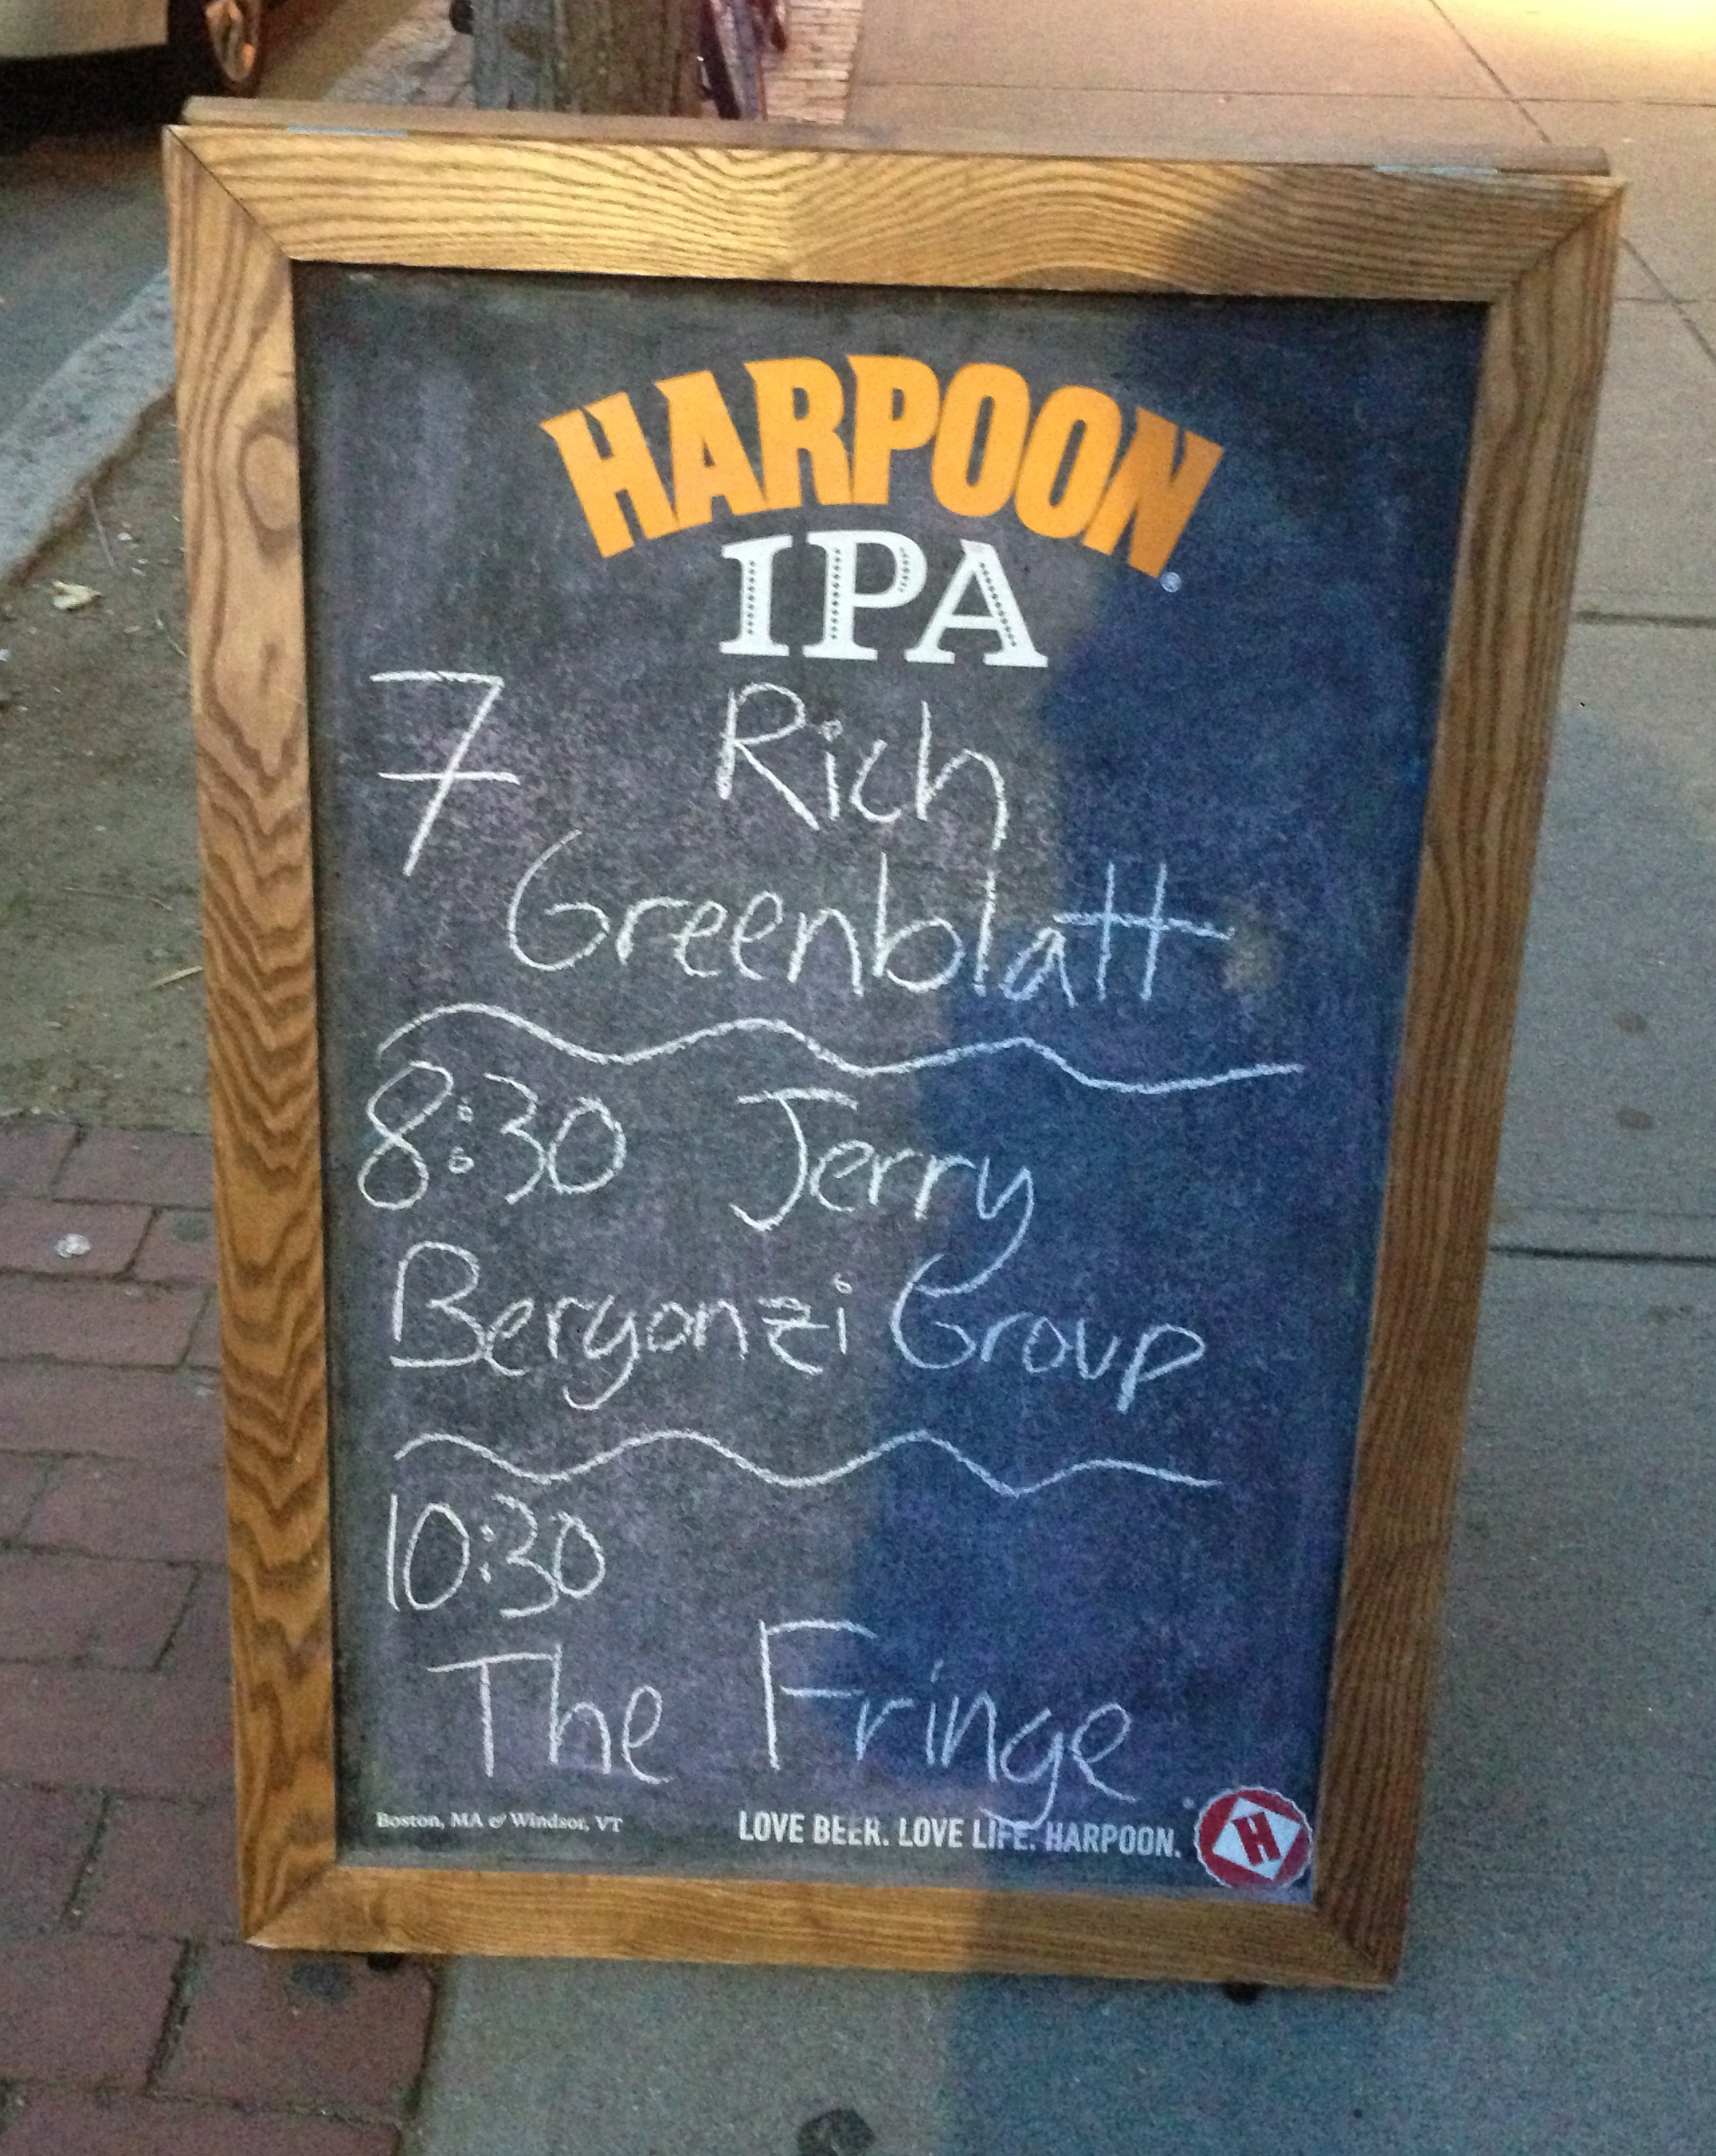 HARPOON®
IPA
7 Rich
Greenblatt
8:30 Jerry
Bergonzi Group
10:30
The Fringe
Boston, MA & Windsor, VT
LOVE BEER. LOVE LIFE. HARPOON.
H